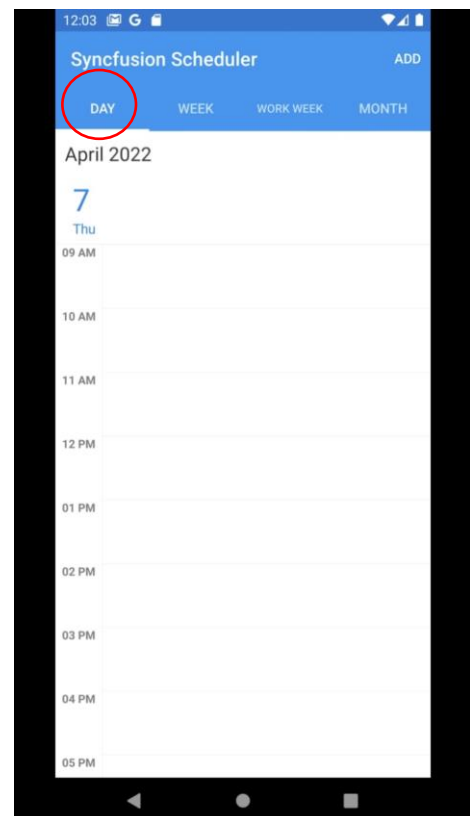 12:03 G
Syncfusion Scheduler ADD
DAY WEEK WORK WEEK MONTH
April 2022
7
Thu
09 AM
10 AM
11 AM
12 PM
01 PM
02 PM
03 PM
04 PM
05 PM